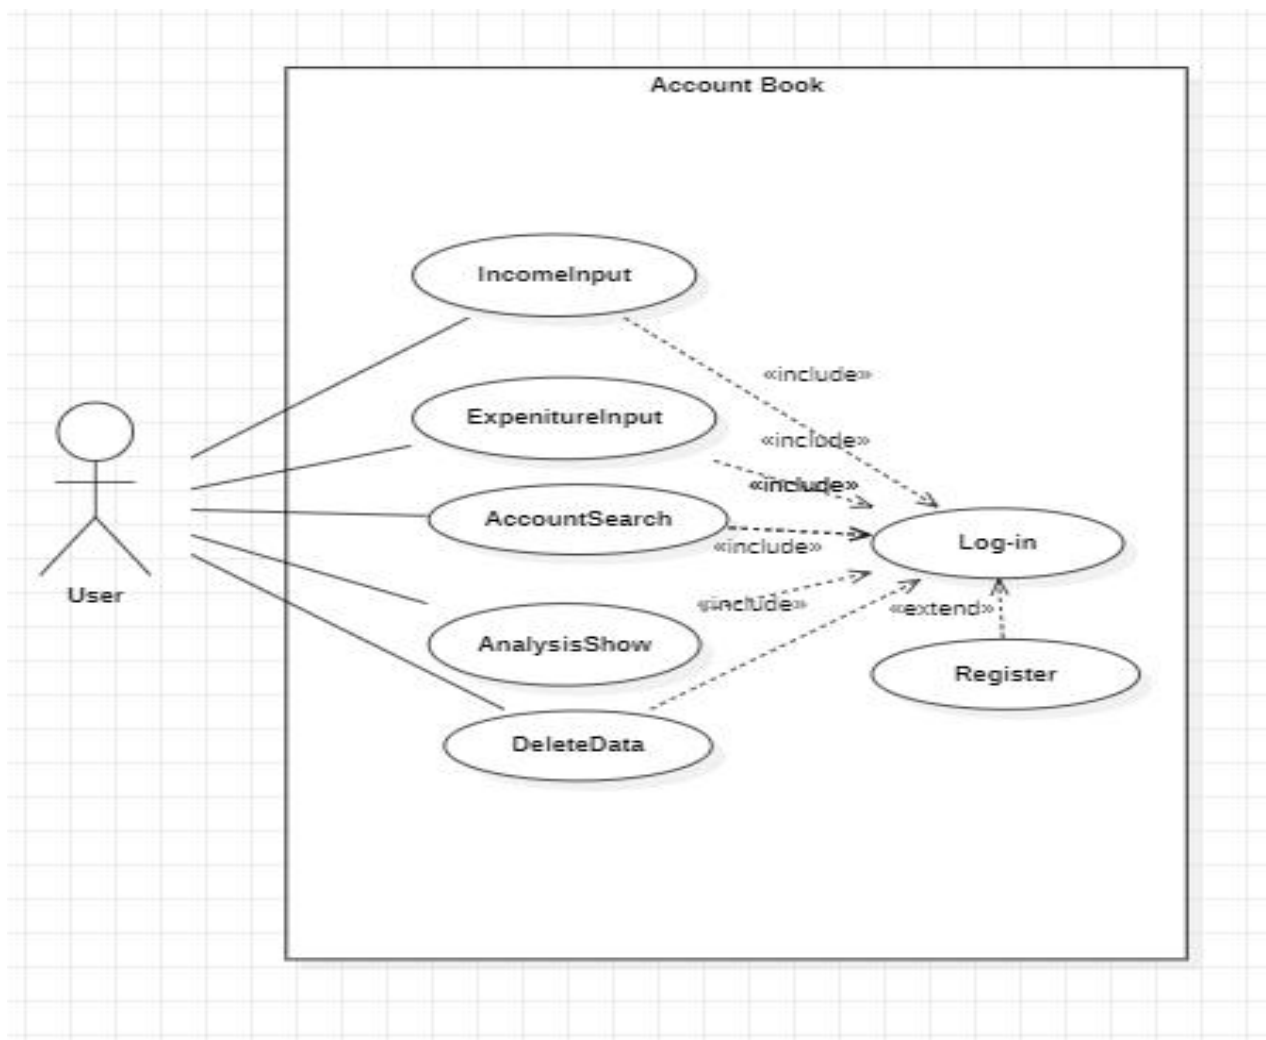 Account Book
IncomeInput
«include»
ExpenitureInput
«include»
«include»
AccountSearch
«include»
Log-in
User
«include»
«extend»
AnalysisShow
Register
DeleteData